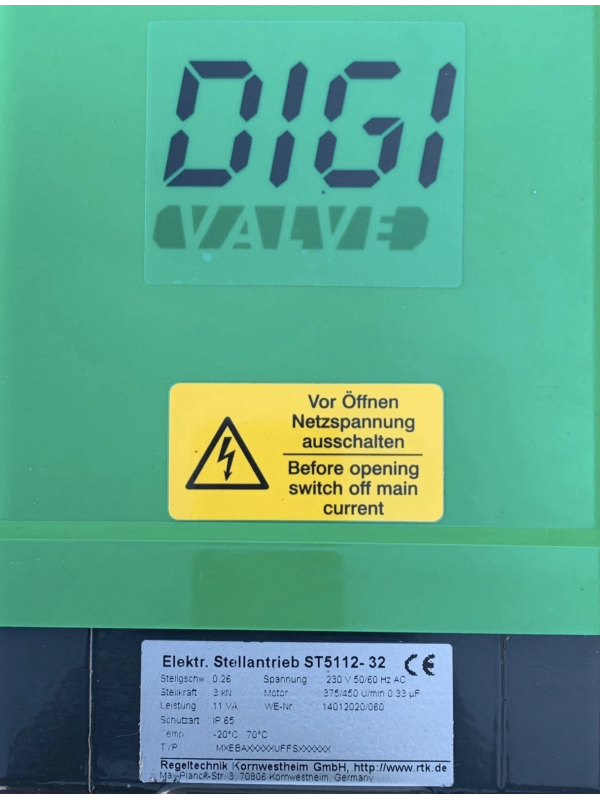 DIGI
VALVE
Vor Öffnen
Netzspannung
ausschalten
Before opening
switch off main
current
Elektr. Stellantrieb ST5112- 32 CE
Stellgschw. 0.26 Spannung 230 V 50/60 Hz AC
Stellkraft 3 kN Motor 375/450 U/min 0.33 µF
Leistung 11 VA WE-Nr 14012020/060
Schutzart IP 65
Temp. -20°C...70°C
TYP MXEBAXXXXXUFFSXXXXXX
Regeltechnik Kornwestheim GmbH, http://www.rtk.de
Max-Planck-Str. 3, 70806 Kornwestheim, Germany